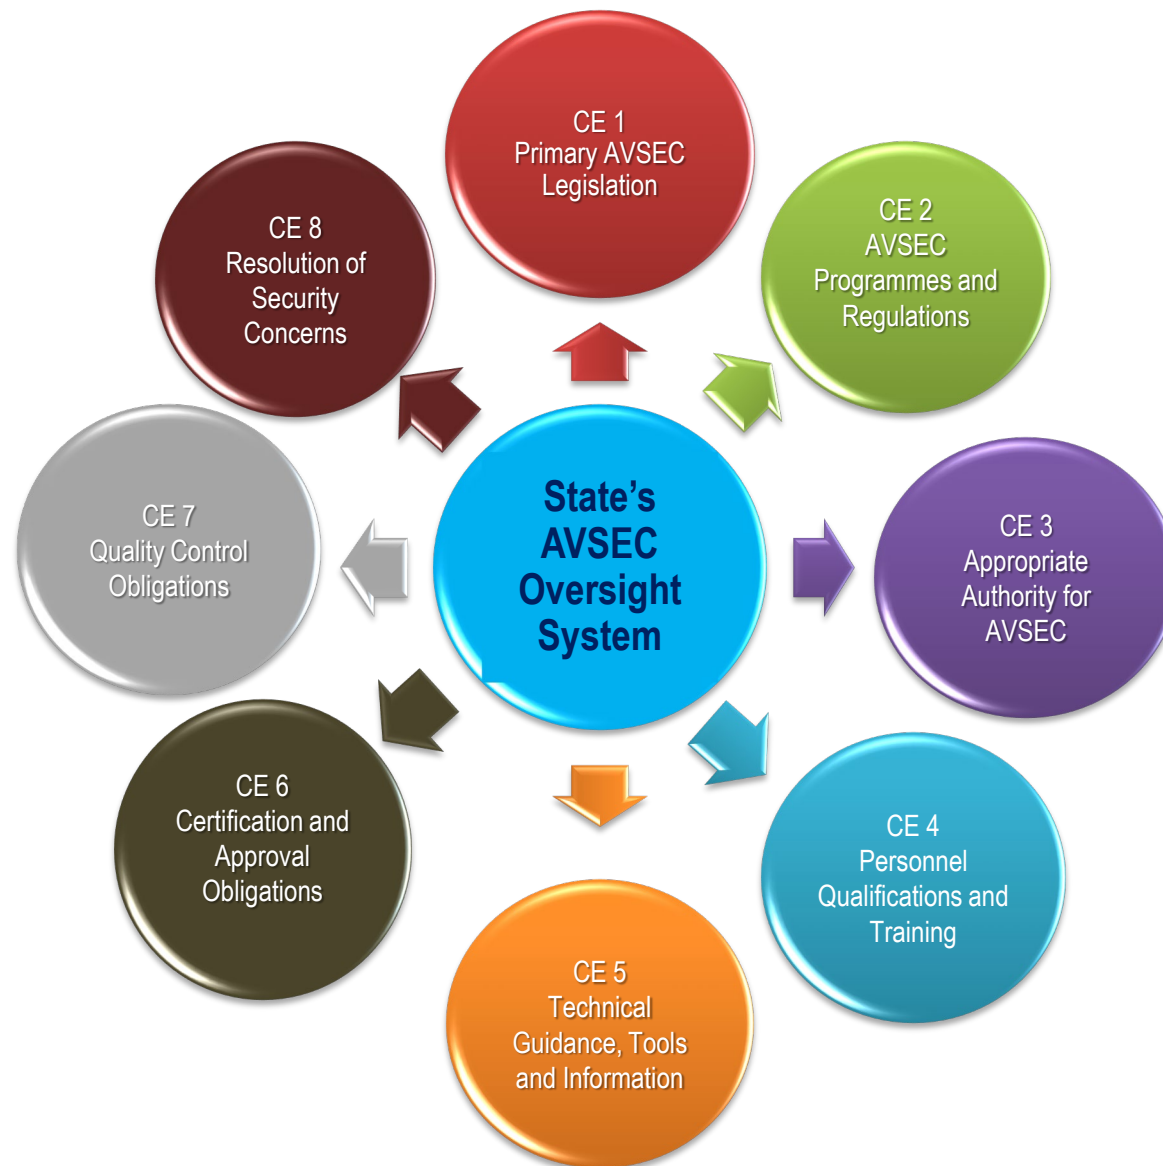 CE 1
Primary AVSEC
Legislation
CE 2
AVSEC
Programmes and
Regulations
CE 3
Appropriate
Authority for
AVSEC
CE 4
Personnel
Qualifications and
Training
CE 5
Technical
Guidance, Tools
and Information
CE 6
Certification and
Approval
Obligations
CE 7
Quality Control
Obligations
CE 8
Resolution of
Security
Concerns
State’s
AVSEC
Oversight
System